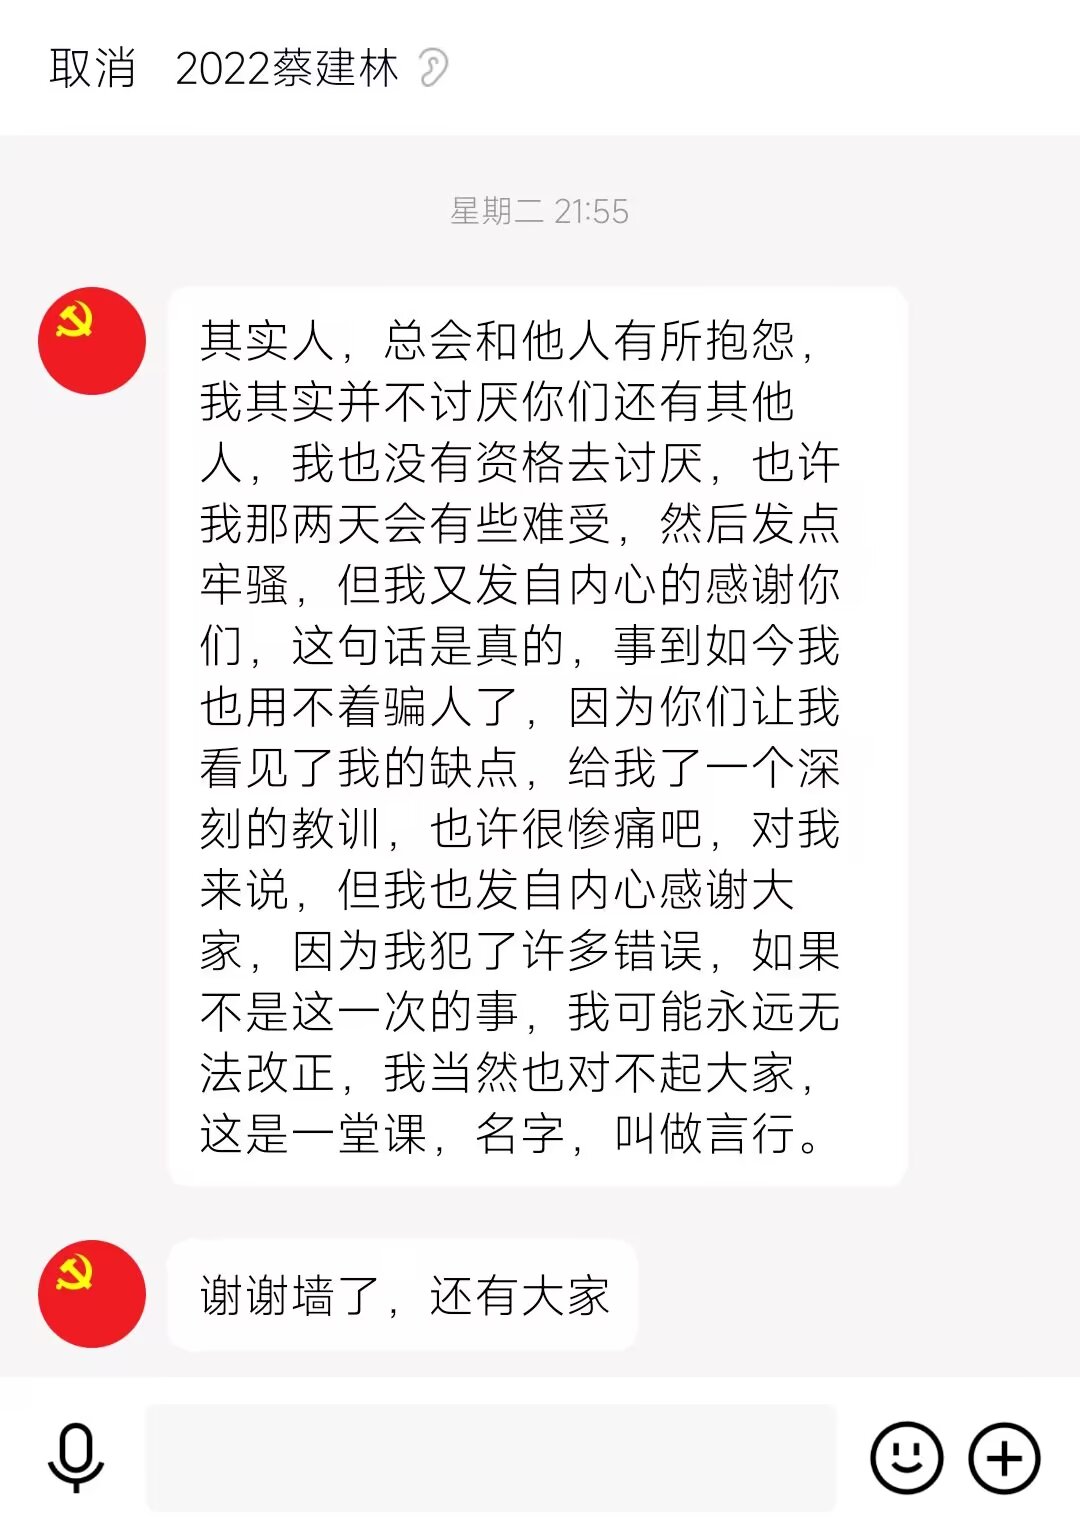 取消 2022蔡建林
星期二 21:55
其实人，总会和他人有所抱怨，
我其实并不讨厌你们还有其他
人，我也没有资格去讨厌，也许
我那两天会有些难受，然后发点
牢骚，但我又发自内心的感谢你
们，这句话是真的，事到如今我
也用不着骗人了，因为你们让我
看见了我的缺点，给我了一个深
刻的教训，也许很惨痛吧，对我
来说，但我也发自内心感谢大
家，因为我犯了许多错误，如果
不是这一次的事，我可能永远无
法改正，我当然也对不起大家，
这是一堂课，名字，叫做言行。
谢谢墙了，还有大家